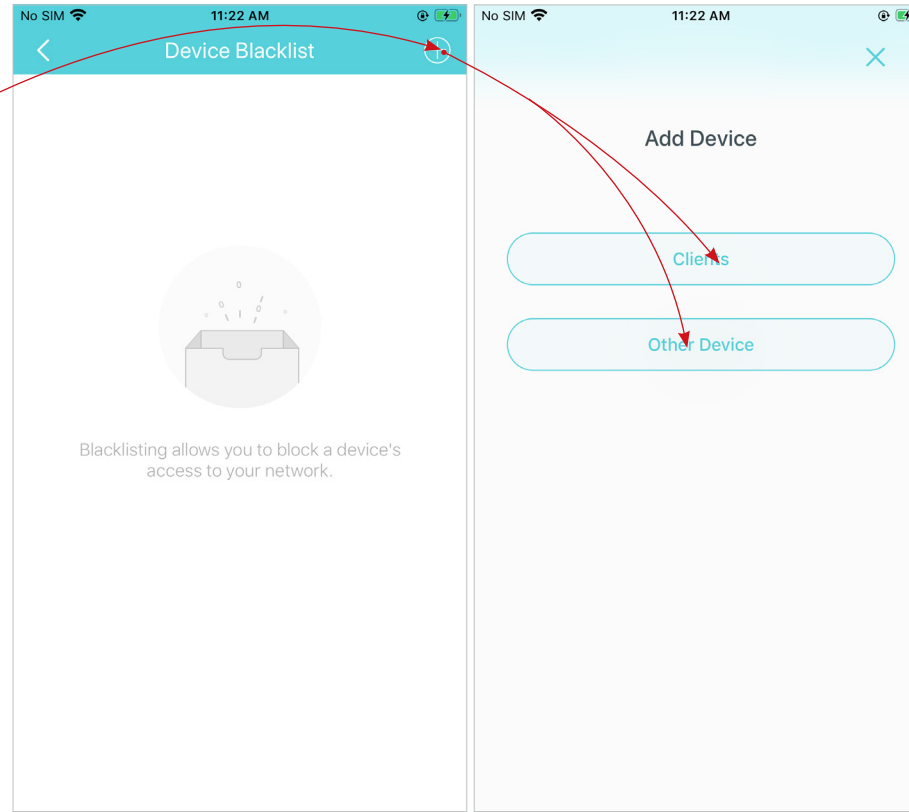 No SIM
11:22 AM
Device Blacklist
Blacklisting allows you to block a device's
access to your network.
No SIM
11:22 AM
Add Device
Clients
Other Device